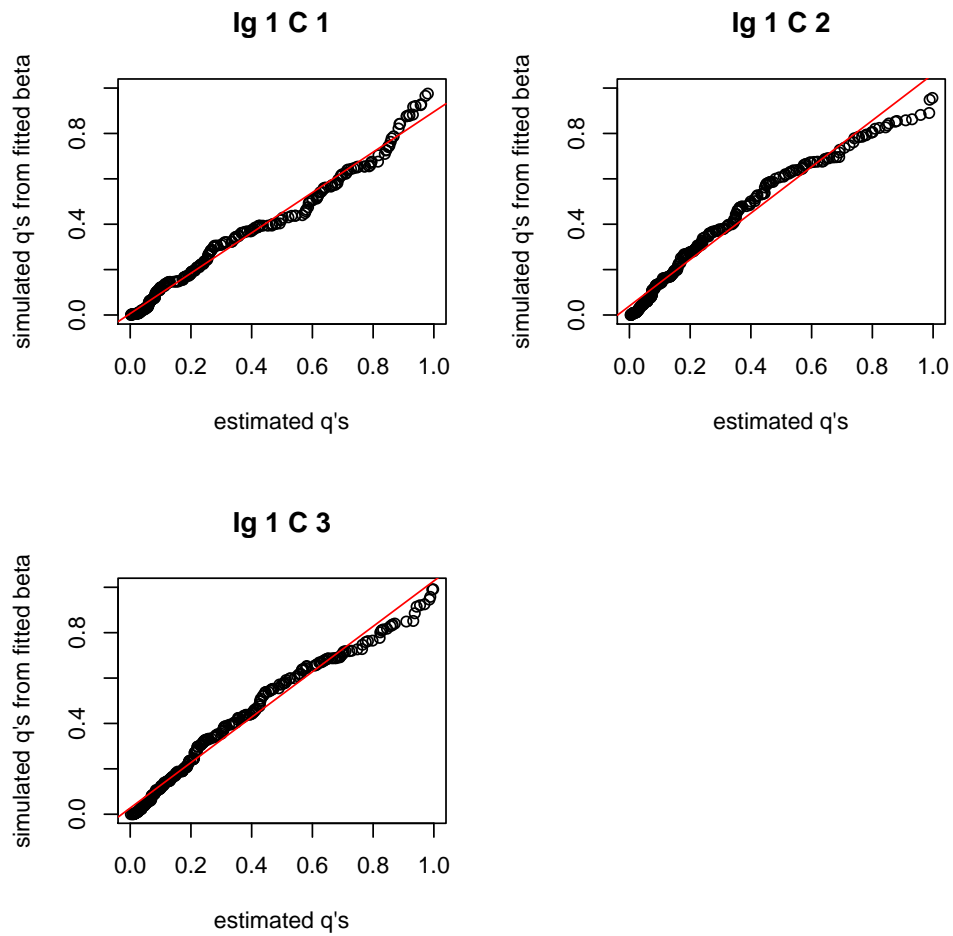 Ig 1 C 1
simulated q's from fitted beta
0.0 0.4 0.8
0.0 0.2 0.4 0.6 0.8 1.0
estimated q's
Ig 1 C 2
simulated q's from fitted beta
0.0 0.4 0.8
0.0 0.2 0.4 0.6 0.8 1.0
estimated q's
Ig 1 C 3
simulated q's from fitted beta
0.0 0.4 0.8
0.0 0.2 0.4 0.6 0.8 1.0
estimated q's